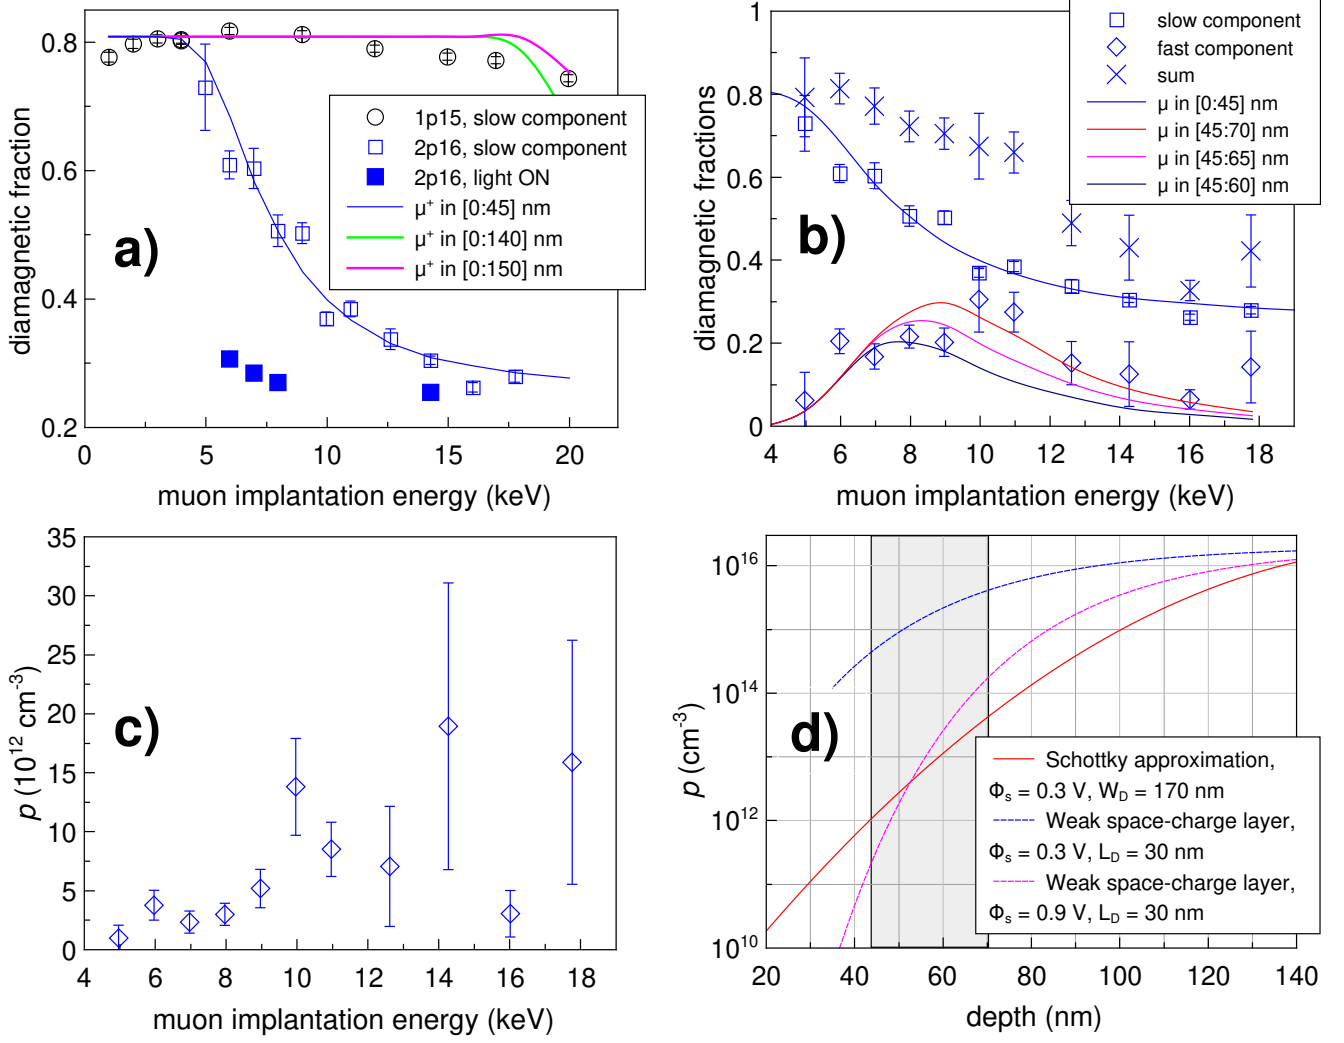 0.8
0.6
0.4
0.2
diamagnetic fraction
a)
1p15, slow component
2p16, slow component
2p16, light ON
μ+ in [0:45] nm
μ+ in [0:140] nm
μ+ in [0:150] nm
0 5 10 15 20
muon implantation energy (keV)
1
0.8
0.6
0.4
0.2
0
diamagnetic fractions
b)
slow component
fast component
sum
μ in [0:45] nm
μ in [45:70] nm
μ in [45:65] nm
μ in [45:60] nm
4 6 8 10 12 14 16 18
muon implantation energy (keV)
35
30
25
20
15
10
5
0
p (10¹² cm⁻³)
c)
4 6 8 10 12 14 16 18
muon implantation energy (keV)
10¹⁶
10¹⁴
10¹²
10¹⁰
p (cm⁻³)
d)
Schottky approximation,
Φs = 0.3 V, WD = 170 nm
Weak space-charge layer,
Φs = 0.3 V, LD = 30 nm
Weak space-charge layer,
Φs = 0.9 V, LD = 30 nm
20 40 60 80 100 120 140
depth (nm)